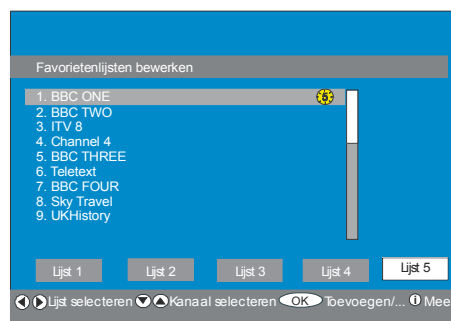 Favorietenlijsten bewerken
1. BBC ONE 5
2. BBC TWO
3. ITV 8
4. Channel 4
5. BBC THREE
6. Teletext
7. BBC FOUR
8. Sky Travel
9. UKHistory
Lijst 1 Lijst 2 Lijst 3 Lijst 4 Lijst 5
Lijst selecteren Kanaal selecteren OK Toevoegen/... i Mee